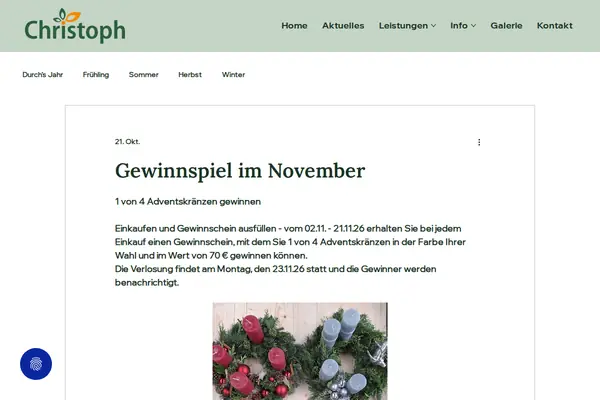 Christoph
Home Aktuelles Leistungen Info Galerie Kontakt
Durch's Jahr Frühling Sommer Herbst Winter
21. Okt.
Gewinnspiel im November
1 von 4 Adventskränzen gewinnen
Einkaufen und Gewinnschein ausfüllen - vom 02.11. - 21.11.26 erhalten Sie bei jedem
Einkauf einen Gewinnschein, mit dem Sie 1 von 4 Adventskränzen in der Farbe Ihrer
Wahl und im Wert von 70 € gewinnen können.
Die Verlosung findet am Montag, den 23.11.26 statt und die Gewinner werden
benachrichtigt.